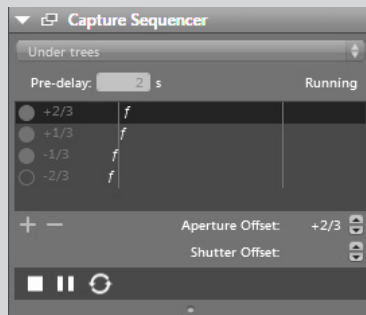 Capture Sequencer
Under trees
Pre-delay: 2 s Running
+2/3 f
+1/3 f
-1/3 f
-2/3 f
Aperture Offset: +2/3
Shutter Offset: